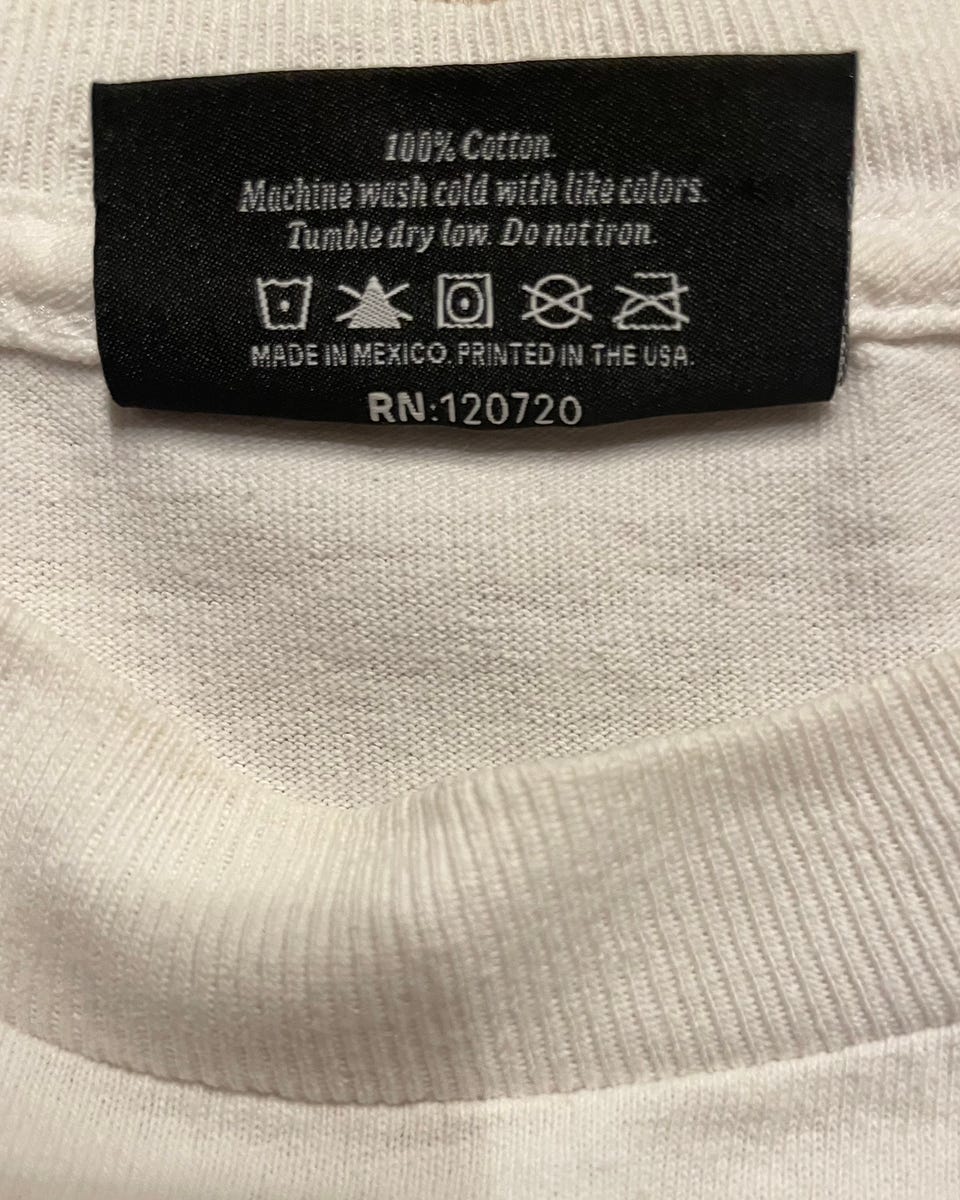 100% Cotton.
Machine wash cold with like colors.
Tumble dry low. Do not iron.
MADE IN MEXICO. PRINTED IN THE USA.
RN:120720